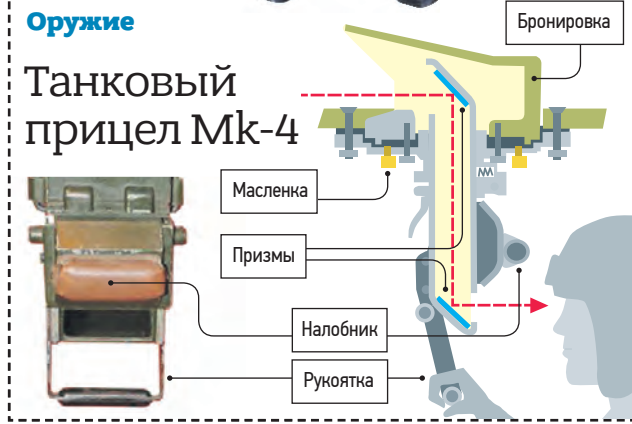 Оружие
Танковый
прицел Mk-4
Бронировка
Масленка
Призмы
Налобник
Рукоятка